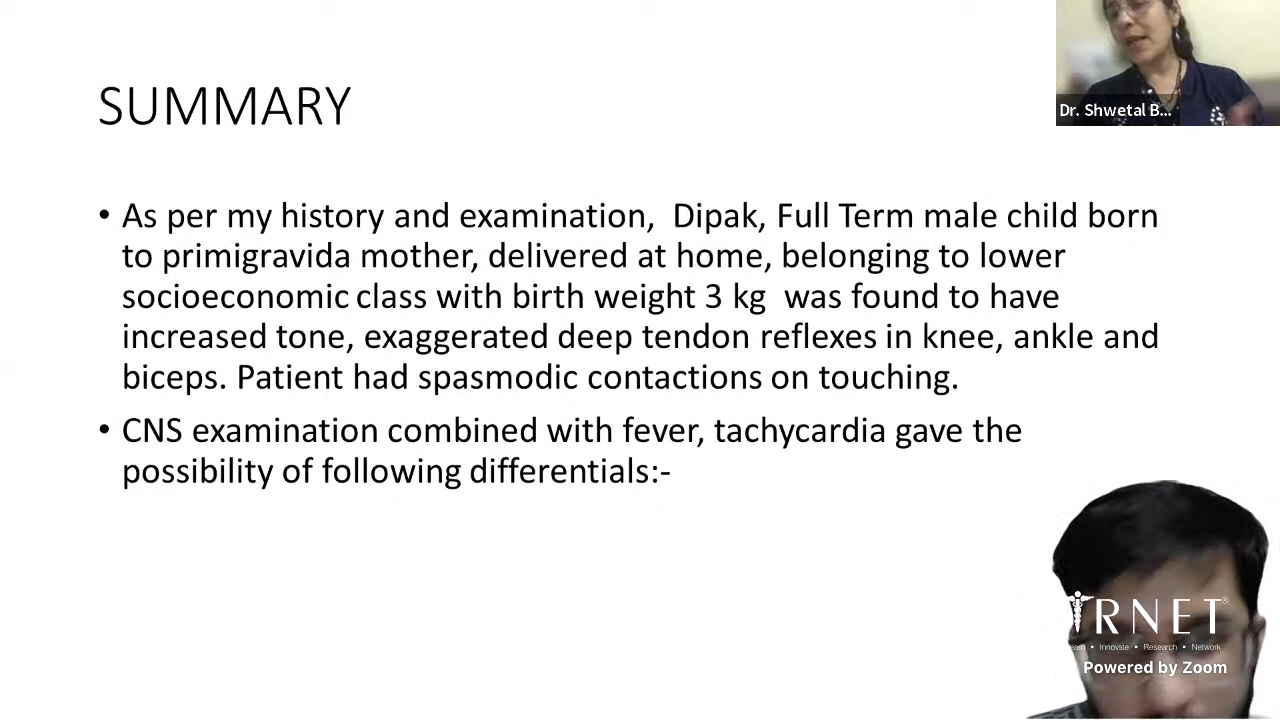 SUMMARY
Dr. Shwetal B...
• As per my history and examination, Dipak, Full Term male child born
to primigravida mother, delivered at home, belonging to lower
socioeconomic class with birth weight 3 kg was found to have
increased tone, exaggerated deep tendon reflexes in knee, ankle and
biceps. Patient had spasmodic contactions on touching.
• CNS examination combined with fever, tachycardia gave the
possibility of following differentials:-
RNET®
• Innovate • Research • Network
Powered by Zoom